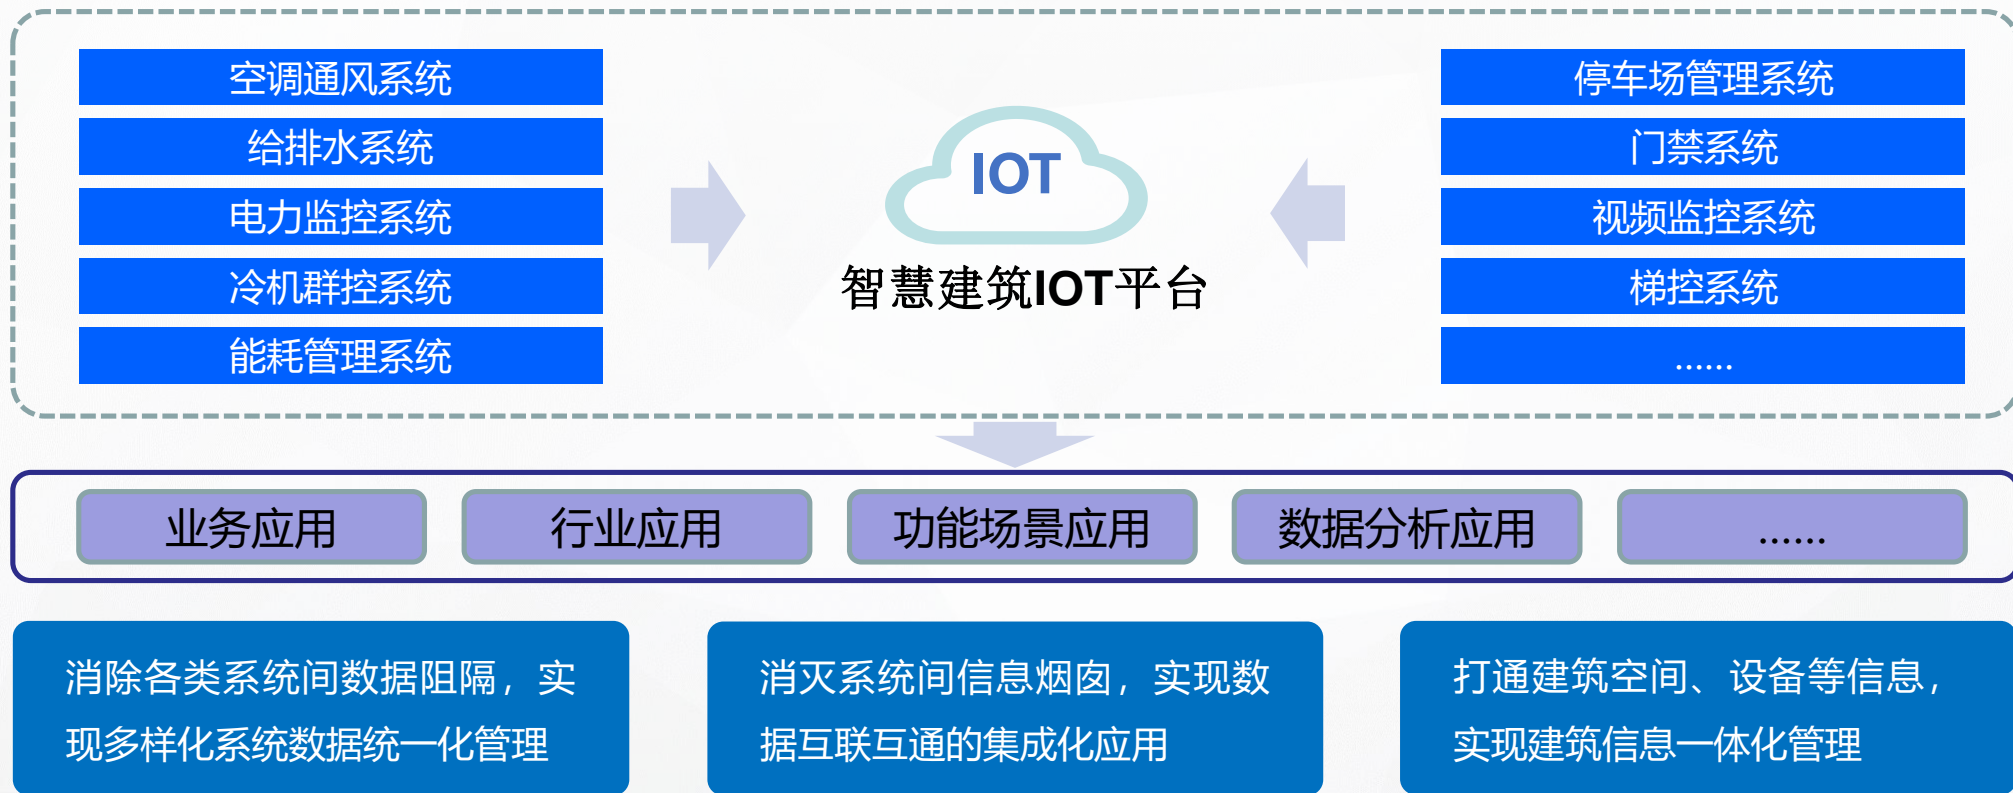 空调通风系统
给排水系统
电力监控系统
冷机群控系统
能耗管理系统
IOT
智慧建筑IOT平台
停车场管理系统
门禁系统
视频监控系统
梯控系统
......
业务应用
行业应用
功能场景应用
数据分析应用
......
消除各类系统间数据阻隔，实
现多样化系统数据统一化管理
消灭系统间信息烟囱，实现数
据互联互通的集成化应用
打通建筑空间、设备等信息，
实现建筑信息一体化管理